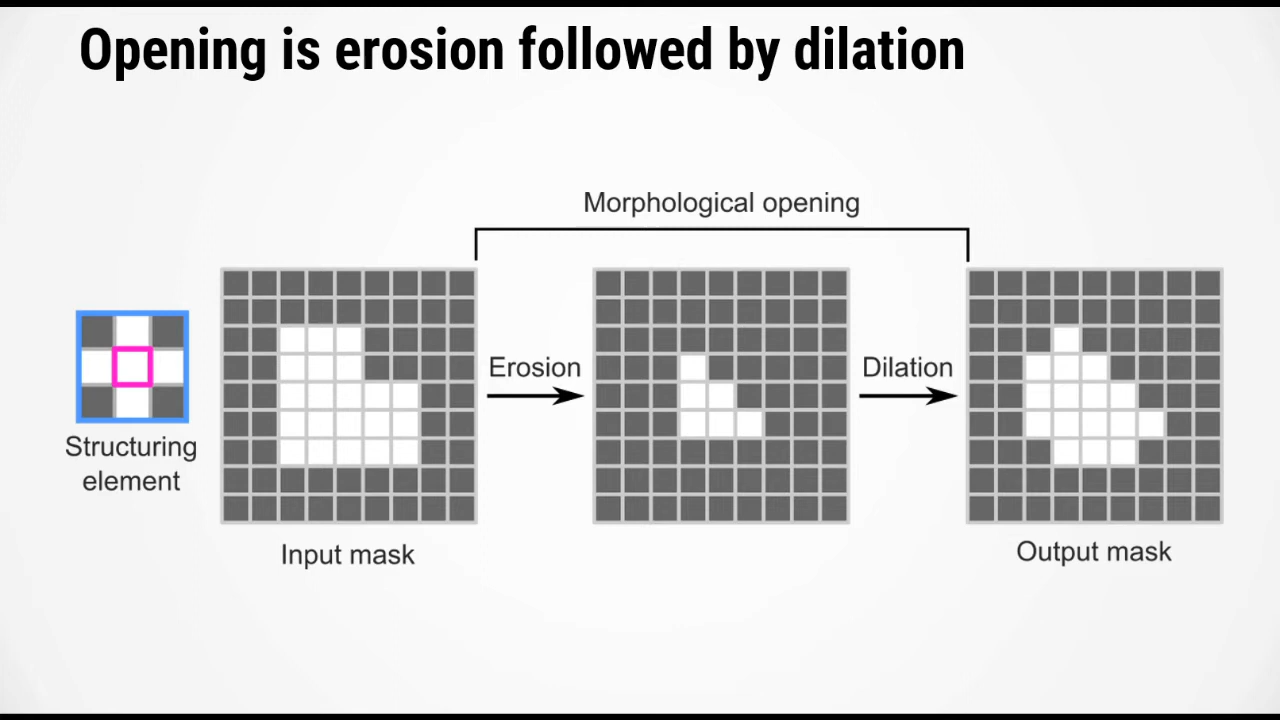 Opening is erosion followed by dilation
Morphological opening
Erosion
Dilation
Structuring
element
Input mask
Output mask